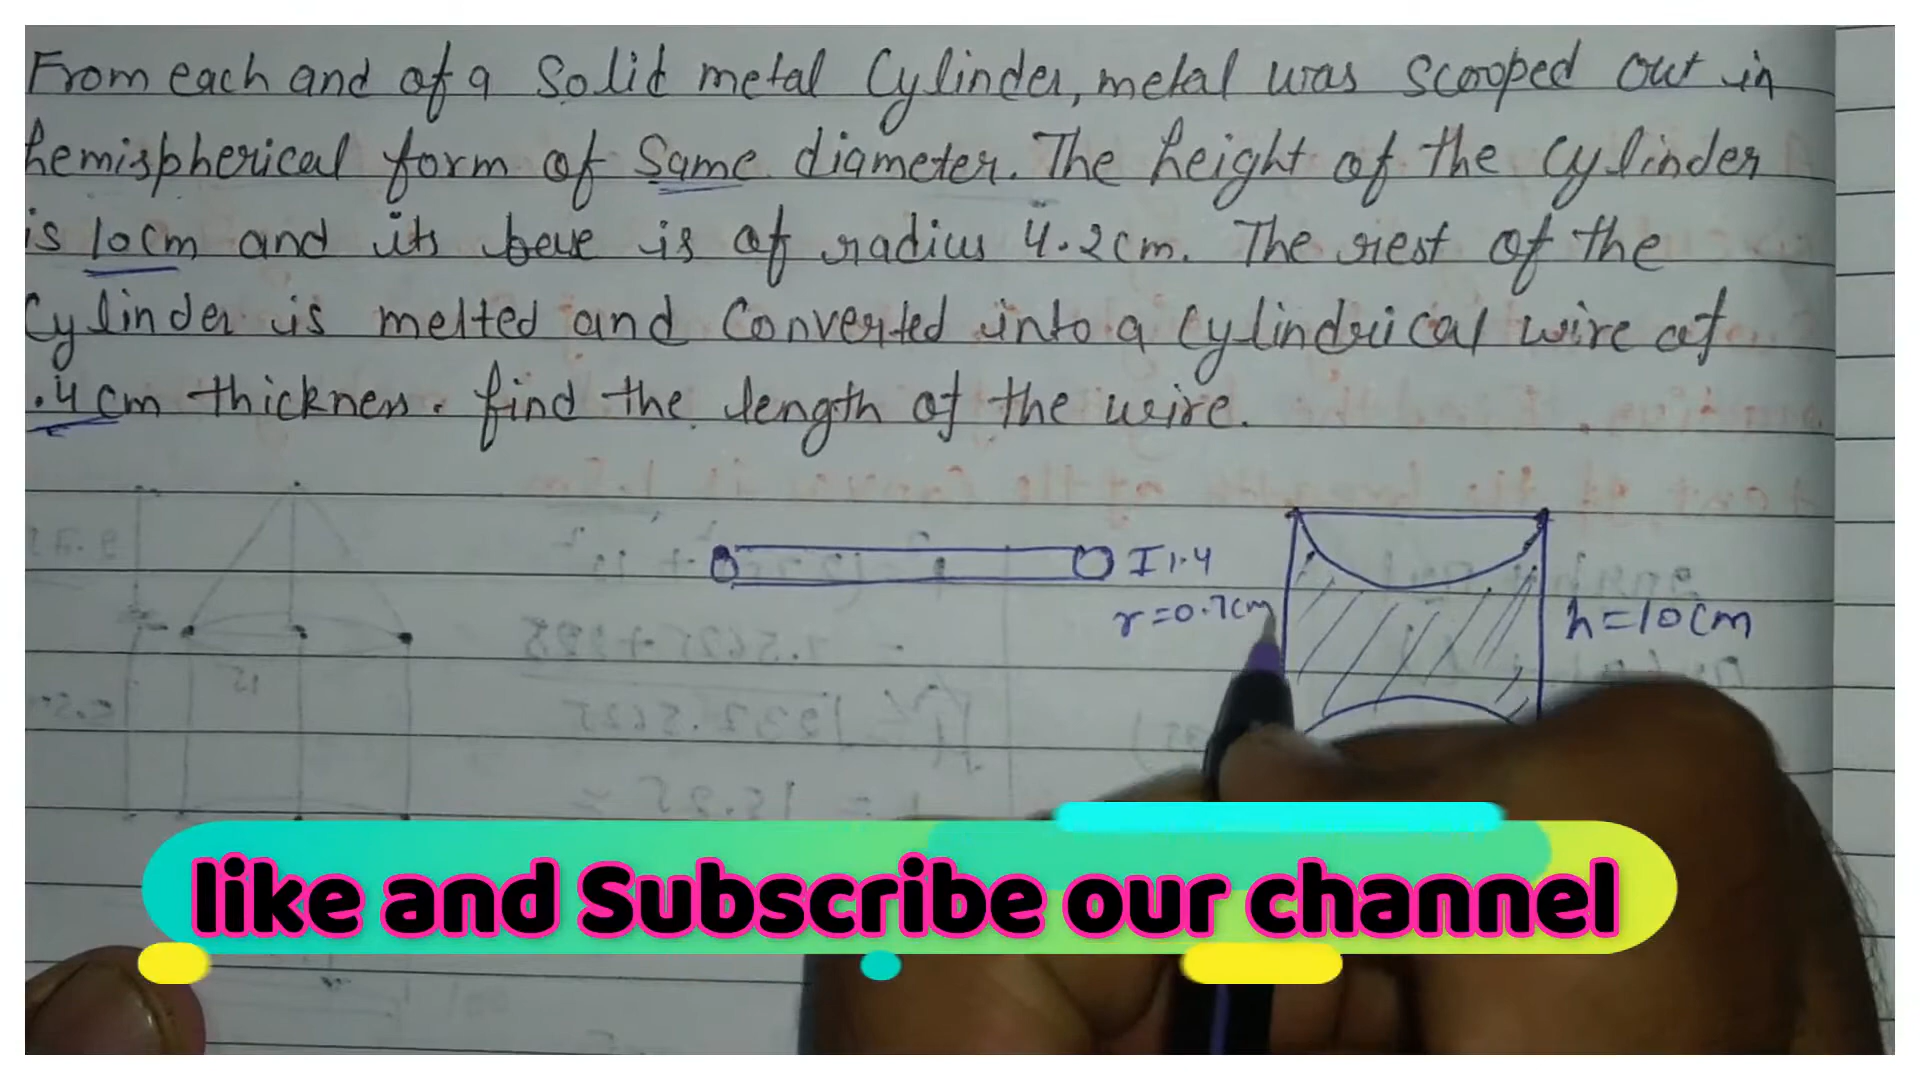 From each and of a Solid metal Cylinder, metal was scooped out in
hemispherical form of Same diameter. The height of the Cylinder
is 10cm and its base is of radius 4.2cm. The rest of the
Cylinder is melted and Converted into a Cylindrical wire of
.4cm thickness. find the length of the wire.
I 1.4
r=0.7cm
h=10cm
like and Subscribe our channel